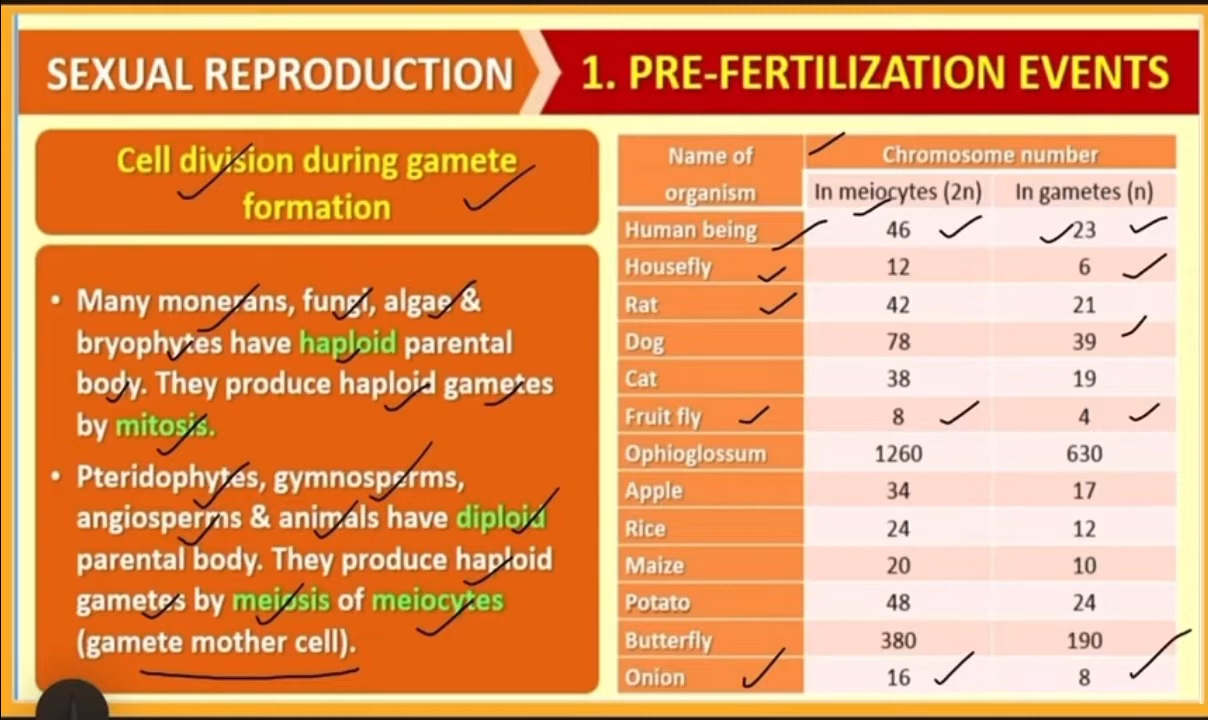 SEXUAL REPRODUCTION
1. PRE-FERTILIZATION EVENTS
Cell division during gamete
formation
• Many monerans, fungi, algae &
bryophytes have haploid parental
body. They produce haploid gametes
by mitosis.
• Pteridophytes, gymnosperms,
angiosperms & animals have diploid
parental body. They produce haploid
gametes by meiosis of meiocytes
(gamete mother cell).
Name of
organism
Chromosome number
In meiocytes (2n) In gametes (n)
Human being 46 23
Housefly 12 6
Rat 42 21
Dog 78 39
Cat 38 19
Fruit fly 8 4
Ophioglossum 1260 630
Apple 34 17
Rice 24 12
Maize 20 10
Potato 48 24
Butterfly 380 190
Onion 16 8